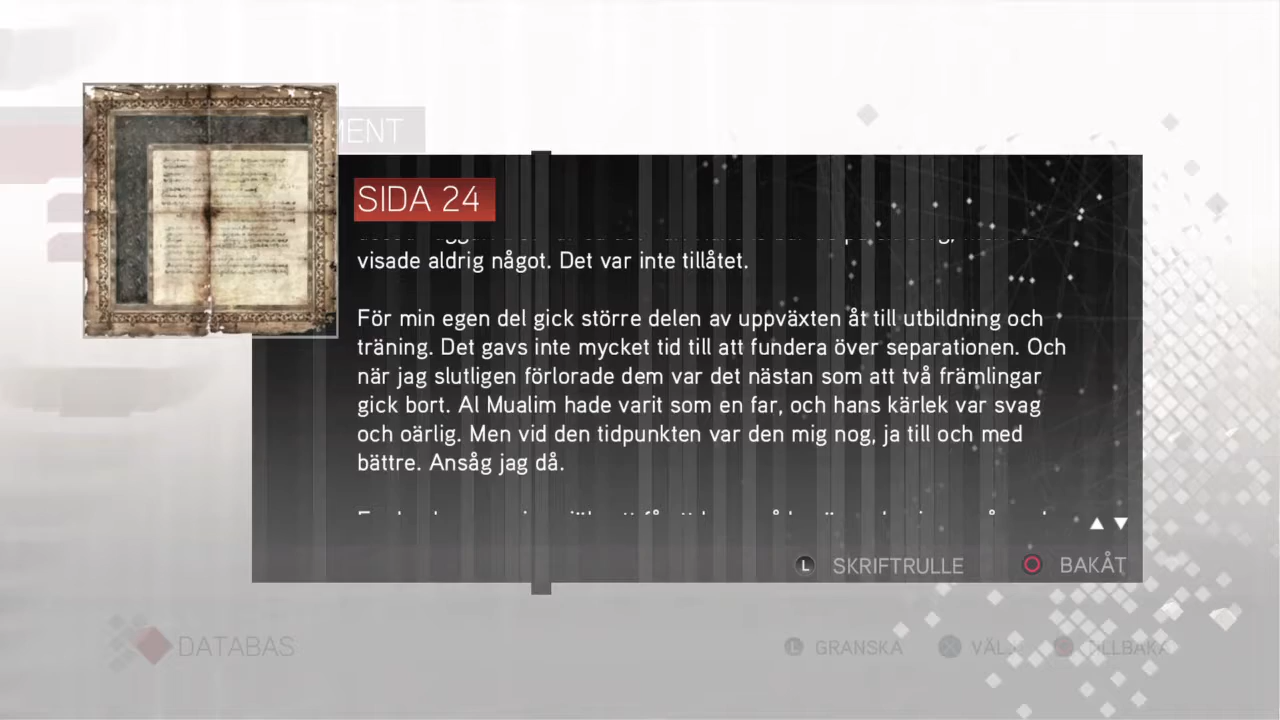 MENT
SIDA 24
visade aldrig något. Det var inte tillåtet.
För min egen del gick större delen av uppväxten åt till utbildning och
träning. Det gavs inte mycket tid till att fundera över separationen. Och
när jag slutligen förlorade dem var det nästan som att två främlingar
gick bort. Al Mualim hade varit som en far, och hans kärlek var svag
och oärlig. Men vid den tidpunkten var den mig nog, ja till och med
bättre. Ansåg jag då.
L SKRIFTRULLE BAKÅT
DATABAS L GRANSKA VÄLJ TILLBAKA